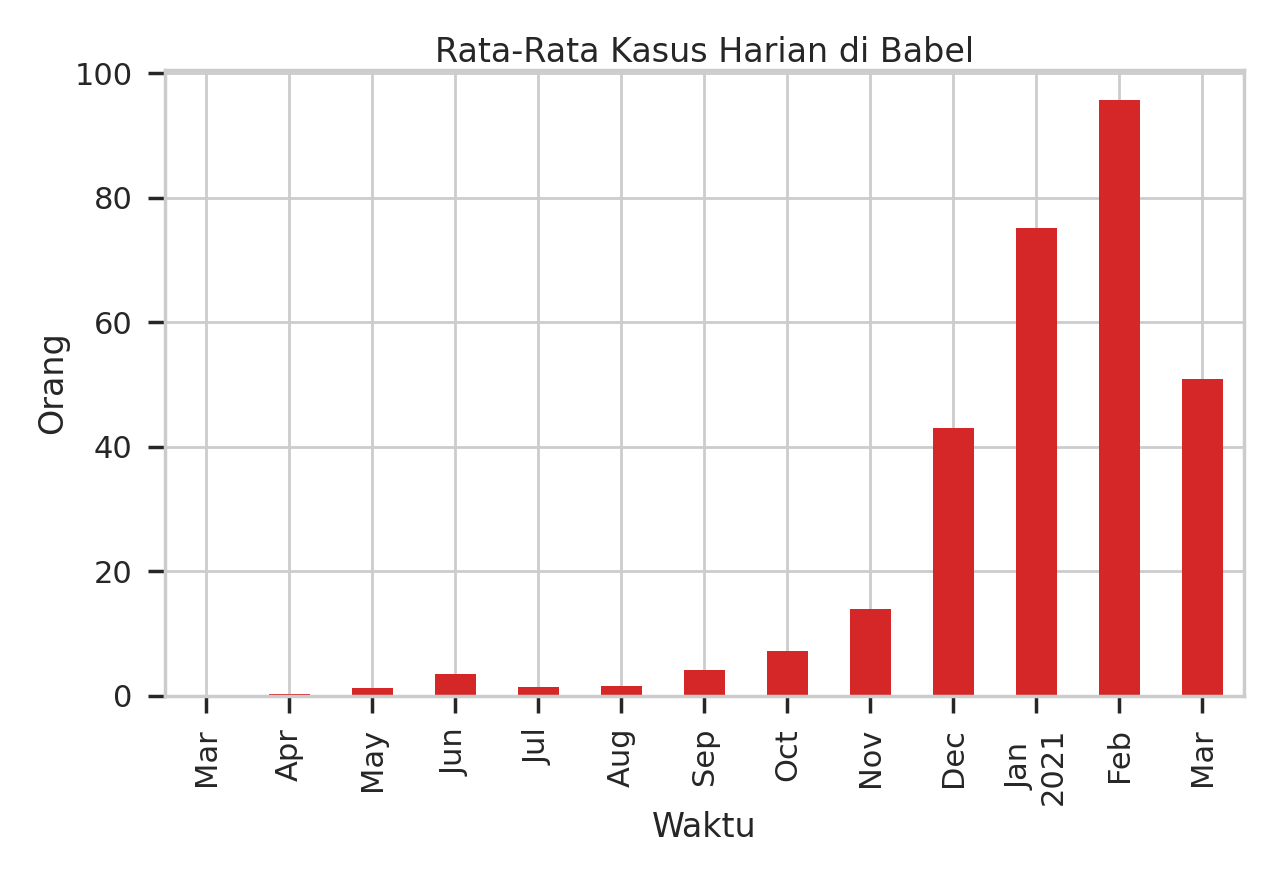 Rata-Rata Kasus Harian di Babel
100
80
60
40
20
0
Orang
Mar
Apr
May
Jun
Jul
Aug
Sep
Oct
Nov
Dec
Jan
2021
Feb
Mar
Waktu